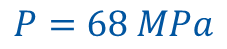 P = 68 MPa